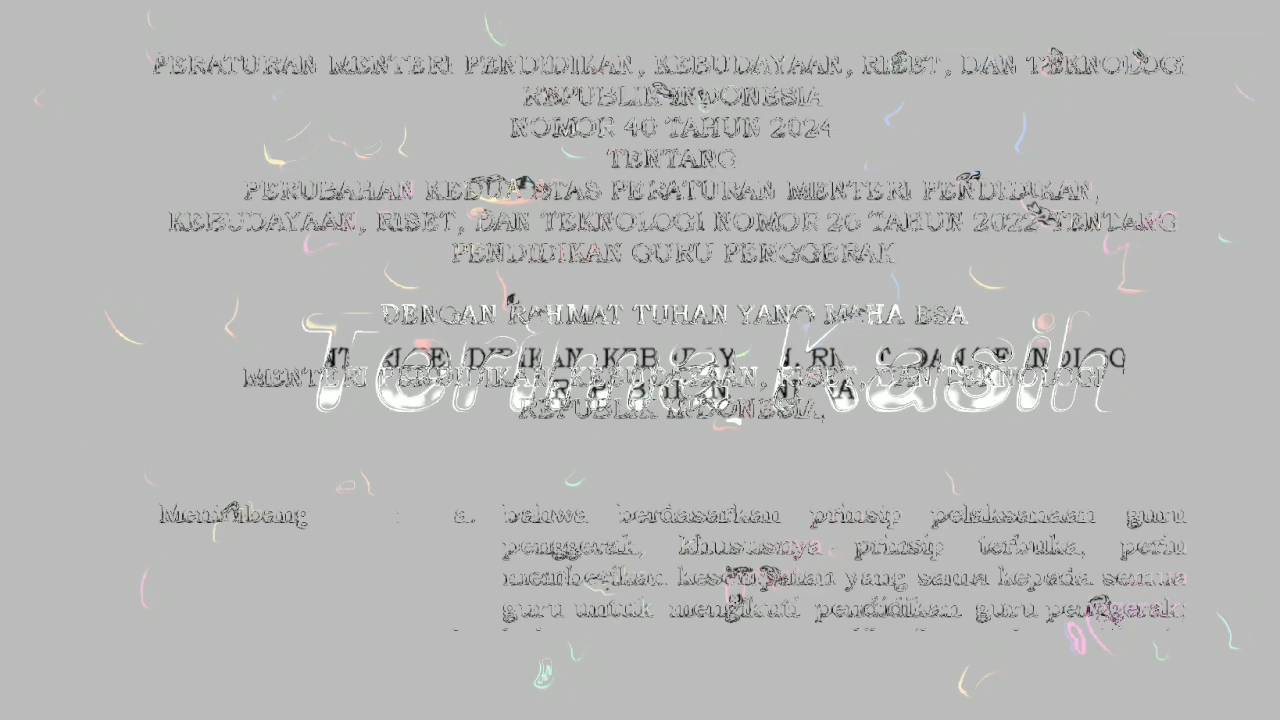 PERATURAN MENTERI PENDIDIKAN, KEBUDAYAAN, RISET, DAN TEKNOLOGI
REPUBLIK INDONESIA
NOMOR 40 TAHUN 2024
TENTANG
PERUBAHAN KEDUA ATAS PERATURAN MENTERI PENDIDIKAN,
KEBUDAYAAN, RISET, DAN TEKNOLOGI NOMOR 26 TAHUN 2022 TENTANG
PENDIDIKAN GURU PENGGERAK
DENGAN RAHMAT TUHAN YANG MAHA ESA
Terima Kasih
MENTERI PENDIDIKAN, KEBUDAYAAN, RISET, DAN TEKNOLOGI
REPUBLIK INDONESIA,
Menimbang : a. bahwa berdasarkan prinsip pelaksanaan guru
penggerak, khususnya prinsip terbuka, perlu
memberikan kesempatan yang sama kepada semua
guru untuk mengikuti pendidikan guru penggerak;